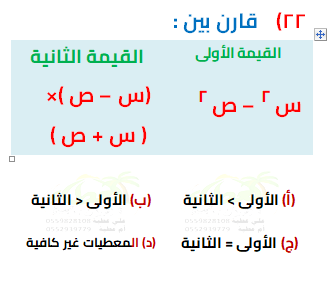 ٢٢) قارن بين :
القيمة الأولى القيمة الثانية
س ٢ – ص ٢ (س – ص )×
( س + ص )
(أ) الأولى > الثانية (ب) الأولى < الثانية
(ج) الأولى = الثانية (د) المعطيات غير كافية